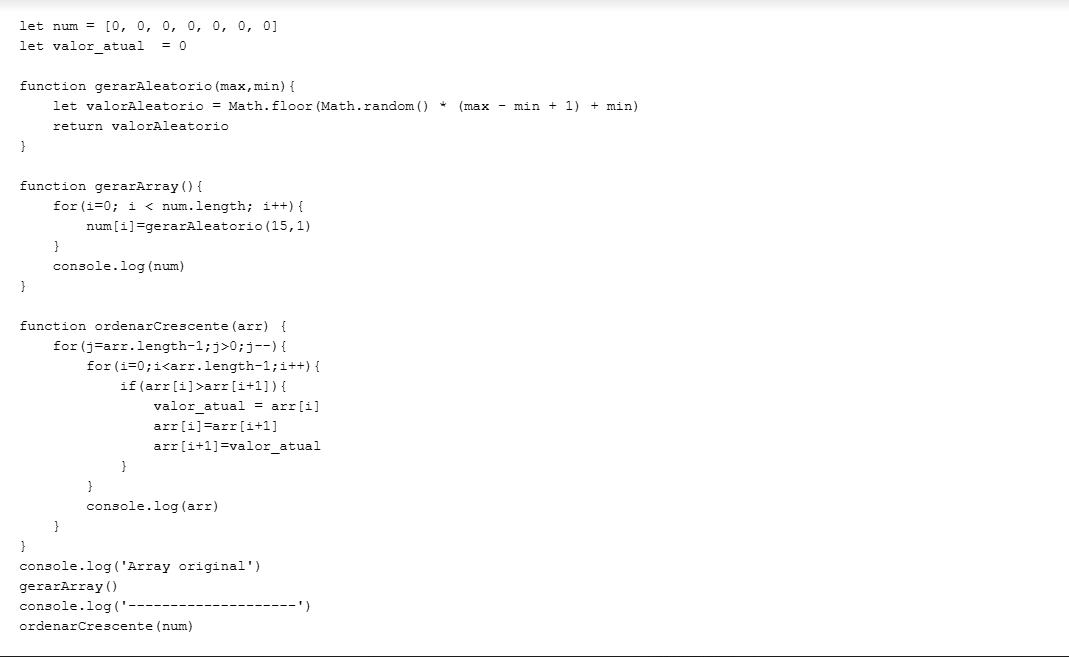 let num = [0, 0, 0, 0, 0, 0, 0]
let valor_atual  = 0

function gerarAleatorio(max,min){
    let valorAleatorio = Math.floor(Math.random() * (max - min + 1) + min)
    return valorAleatorio
}

function gerarArray(){
    for(i=0; i < num.length; i++){
        num[i]=gerarAleatorio(15,1)
    }
    console.log(num)
}

function ordenarCrescente(arr) {
    for(j=arr.length-1;j>0;j--){
        for(i=0;i<arr.length-1;i++){
            if(arr[i]>arr[i+1]){
                valor_atual = arr[i]
                arr[i]=arr[i+1]
                arr[i+1]=valor_atual
            }
        }
        console.log(arr)
    }
}
console.log('Array original')
gerarArray()
console.log('--------------------')
ordenarCrescente(num)